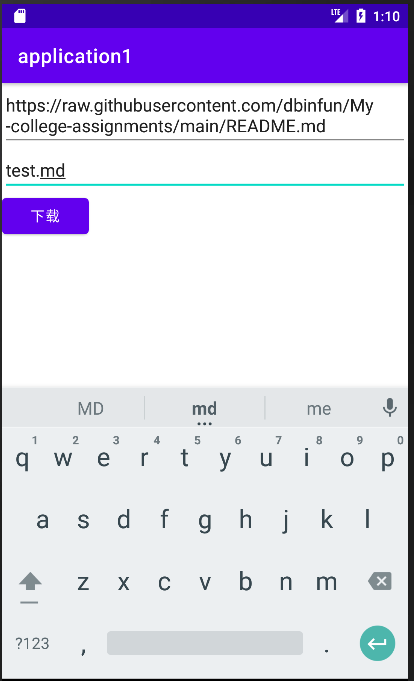 LTE 1:10
application1
https://raw.githubusercontent.com/dbinfun/My
-college-assignments/main/README.md
test.md
下载
MD md me
1 2 3 4 5 6 7 8 9 0
q w e r t y u i o p
a s d f g h j k l
z x c v b n m
?123 , .